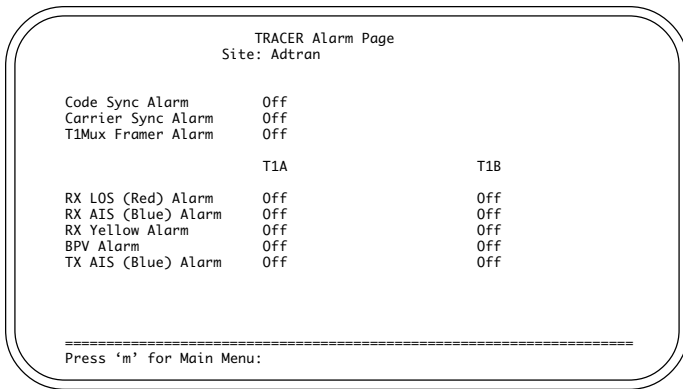 TRACER Alarm Page
Site: Adtran
Code Sync Alarm Off
Carrier Sync Alarm Off
T1Mux Framer Alarm Off
T1A T1B
RX LOS (Red) Alarm Off Off
RX AIS (Blue) Alarm Off Off
RX Yellow Alarm Off Off
BPV Alarm Off Off
TX AIS (Blue) Alarm Off Off
======================================================================
Press ‘m’ for Main Menu: